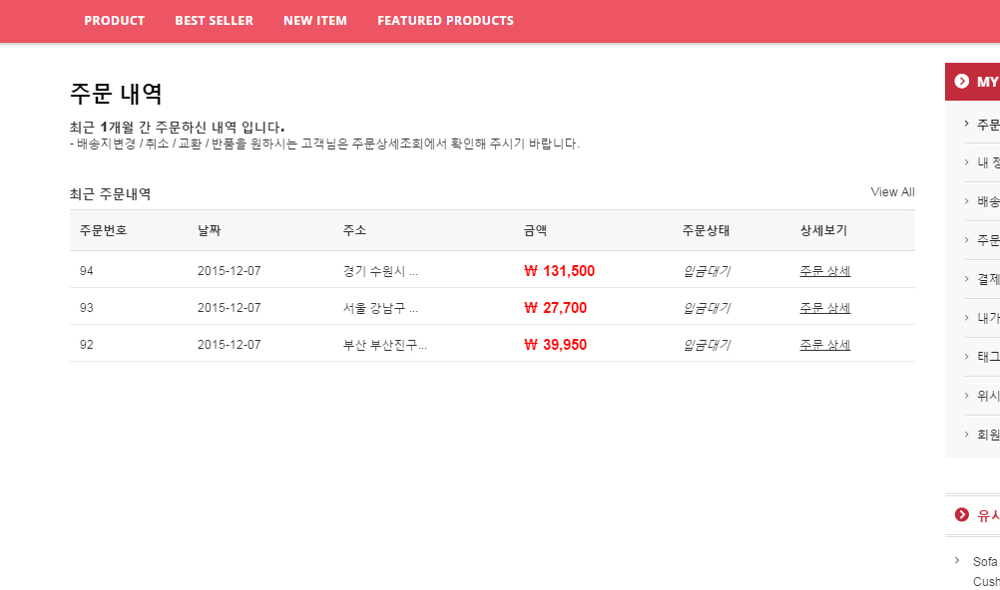 PRODUCT BEST SELLER NEW ITEM FEATURED PRODUCTS
주문 내역
최근 1개월 간 주문하신 내역 입니다.
- 배송지변경 / 취소 / 교환 / 반품을 원하시는 고객님은 주문상세조회에서 확인해 주시기 바랍니다.
최근 주문내역 View All
주문번호 날짜 주소 금액 주문상태 상세보기
94 2015-12-07 경기 수원시 ... ₩ 131,500 입금대기 주문 상세
93 2015-12-07 서울 강남구 ... ₩ 27,700 입금대기 주문 상세
92 2015-12-07 부산 부산진구... ₩ 39,950 입금대기 주문 상세
MY
주문
내 정
배송
주문
결제
내가
태그
위시
회원
유사
Sofa
Cush